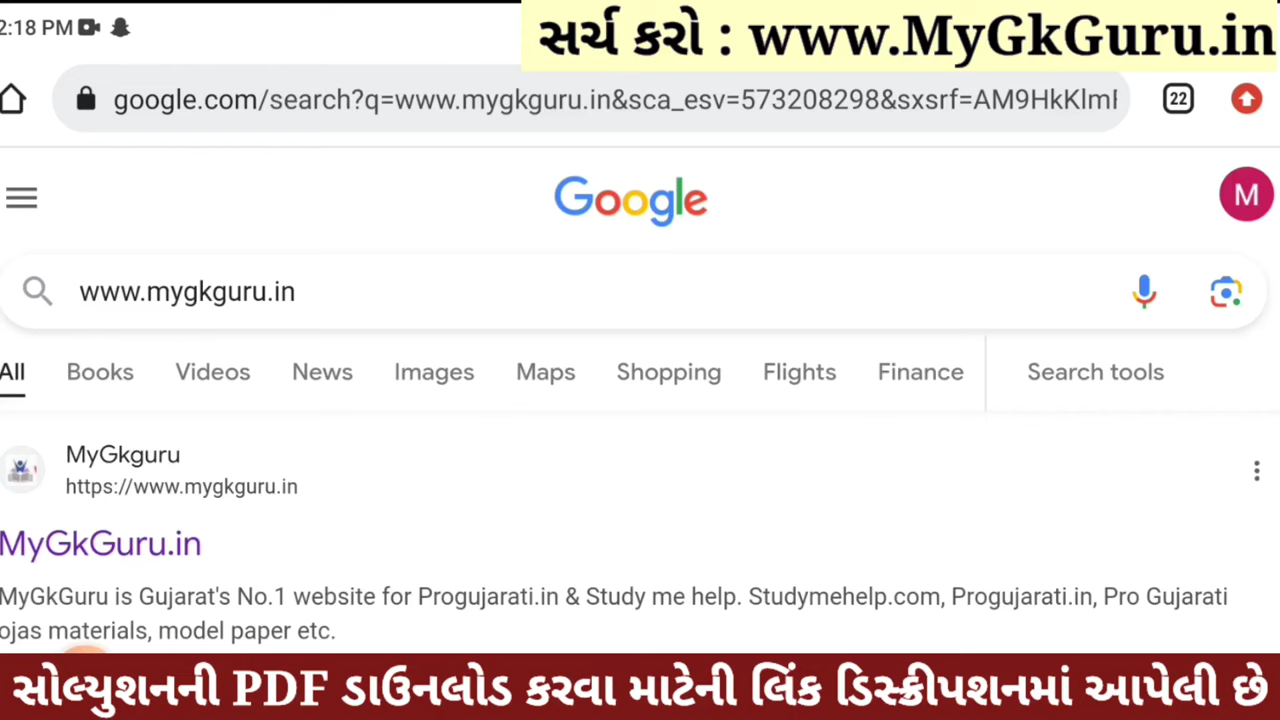 2:18 PM
સર્ચ કરો : www.MyGkGuru.in
google.com/search?q=www.mygkguru.in&sca_esv=573208298&sxsrf=AM9HkKlm
22
Google
M
www.mygkguru.in
All Books Videos News Images Maps Shopping Flights Finance Search tools
MyGkguru
https://www.mygkguru.in
MyGkGuru.in
MyGkGuru is Gujarat's No.1 website for Progujarati.in & Study me help. Studymehelp.com, Progujarati.in, Pro Gujarati
ojas materials, model paper etc.
સોલ્યુશનની PDF ડાઉનલોડ કરવા માટેની લિંક ડિસ્ક્રીપશનમાં આપેલી છે